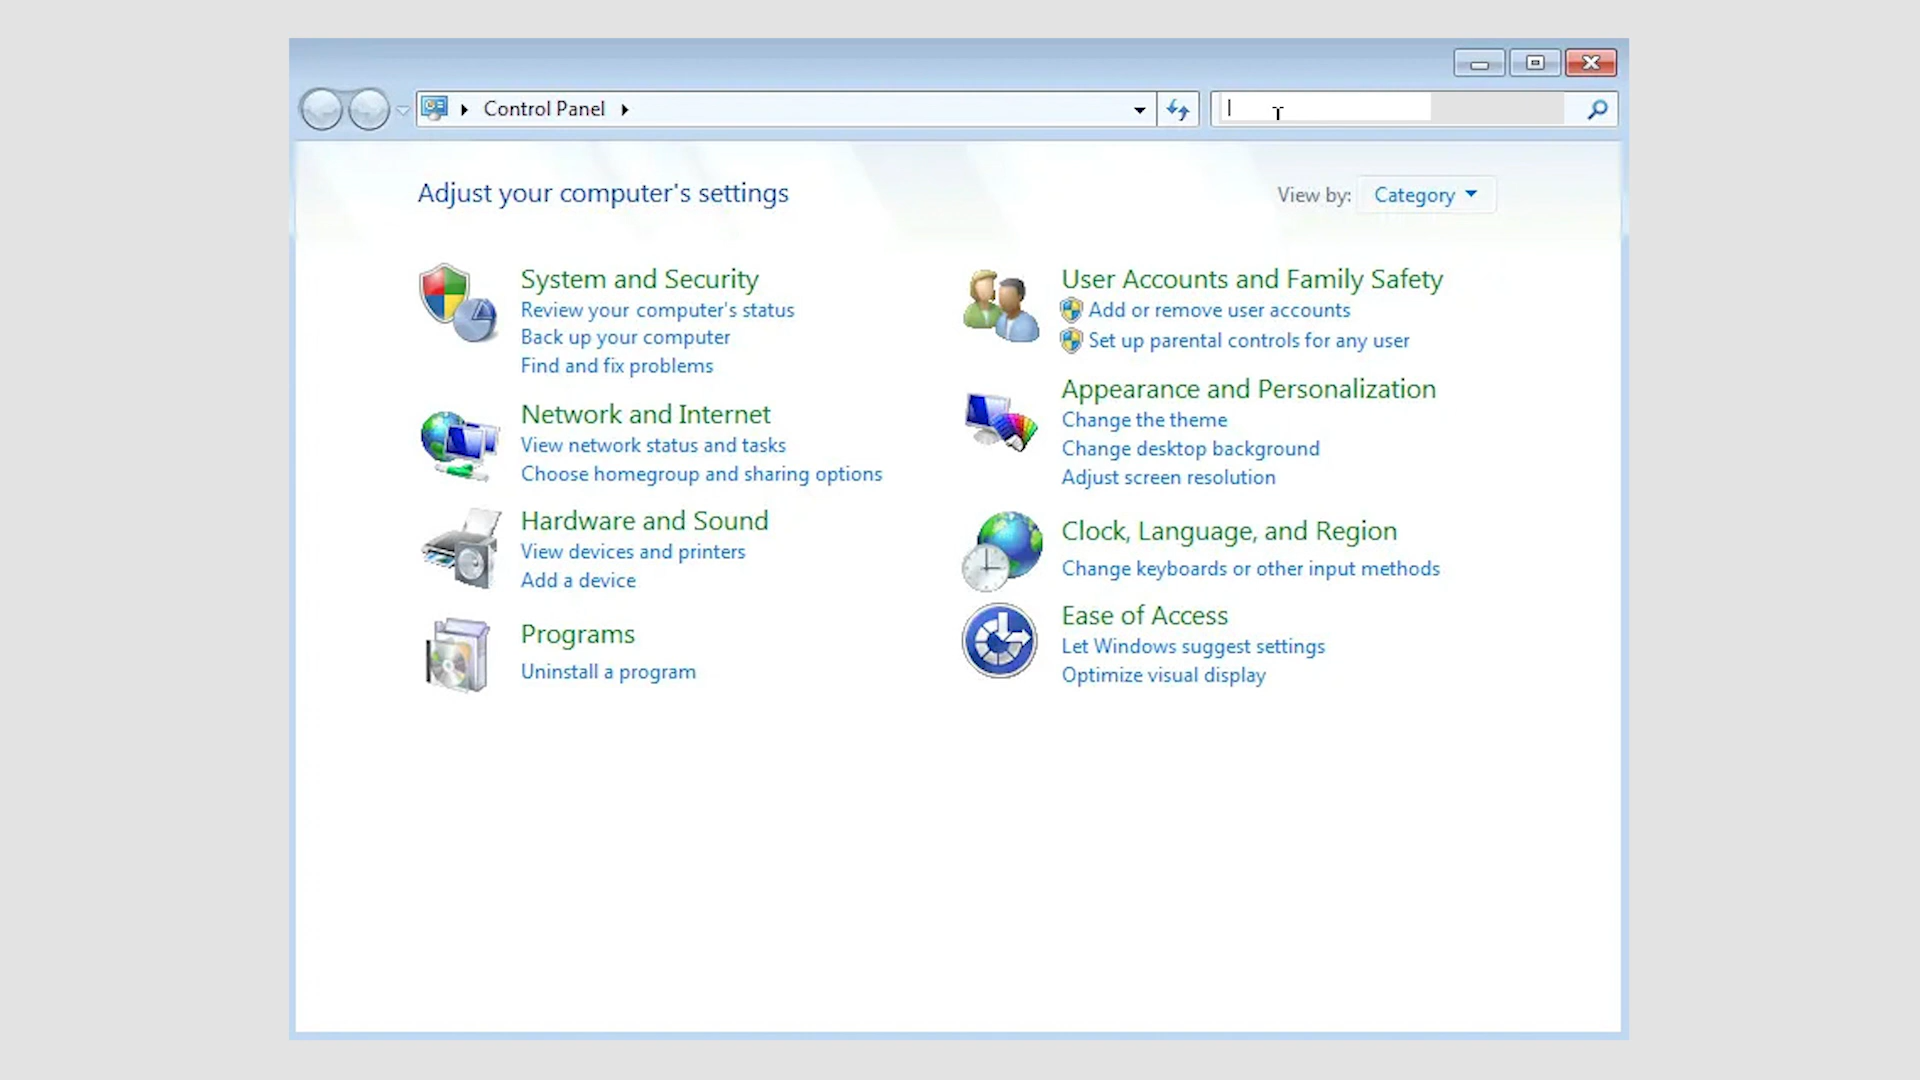 Control Panel
Adjust your computer's settings
View by: Category
System and Security
Review your computer's status
Back up your computer
Find and fix problems
Network and Internet
View network status and tasks
Choose homegroup and sharing options
Hardware and Sound
View devices and printers
Add a device
Programs
Uninstall a program
User Accounts and Family Safety
Add or remove user accounts
Set up parental controls for any user
Appearance and Personalization
Change the theme
Change desktop background
Adjust screen resolution
Clock, Language, and Region
Change keyboards or other input methods
Ease of Access
Let Windows suggest settings
Optimize visual display